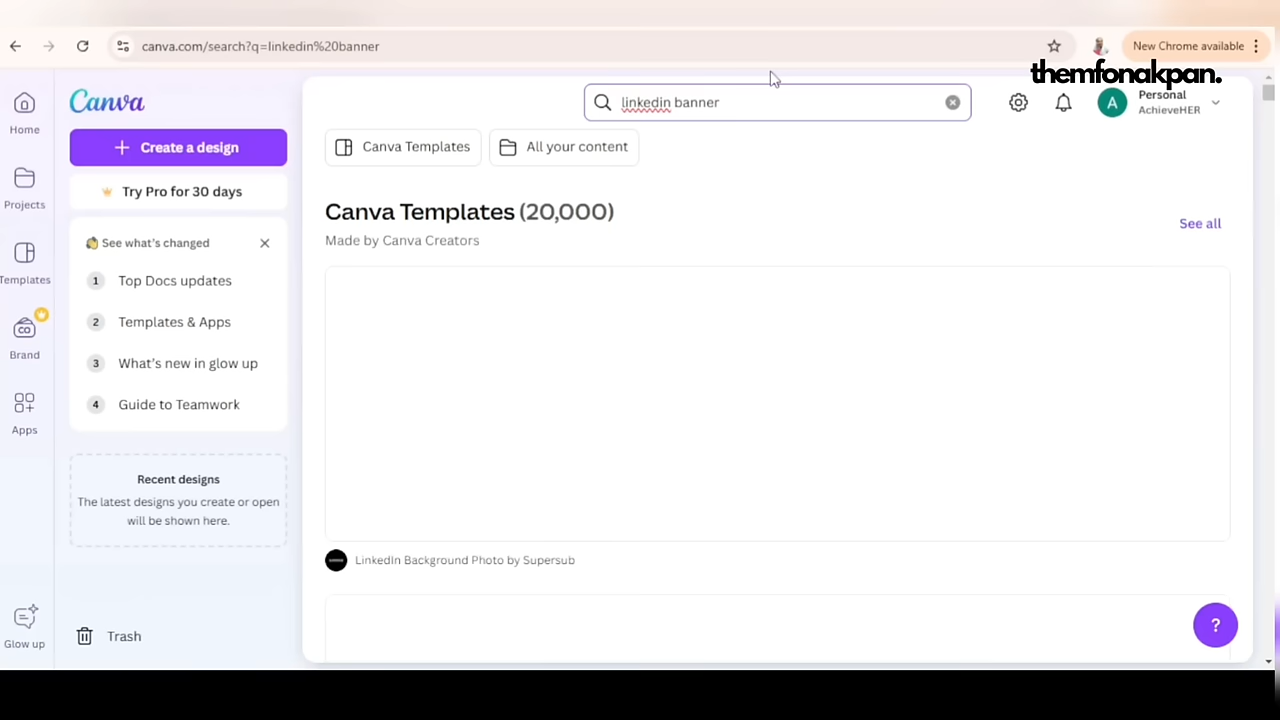 canva.com/search?q=linkedin%20banner
New Chrome available
themfonakpan.
Canva
linkedin banner
Personal
AchieveHER
A
Home
Projects
Templates
Brand
Apps
Glow up
Create a design
Try Pro for 30 days
See what's changed
1 Top Docs updates
2 Templates & Apps
3 What's new in glow up
4 Guide to Teamwork
Recent designs
The latest designs you create or open
will be shown here.
Trash
Canva Templates
All your content
Canva Templates (20,000)
Made by Canva Creators
See all
LinkedIn Background Photo by Supersub
?